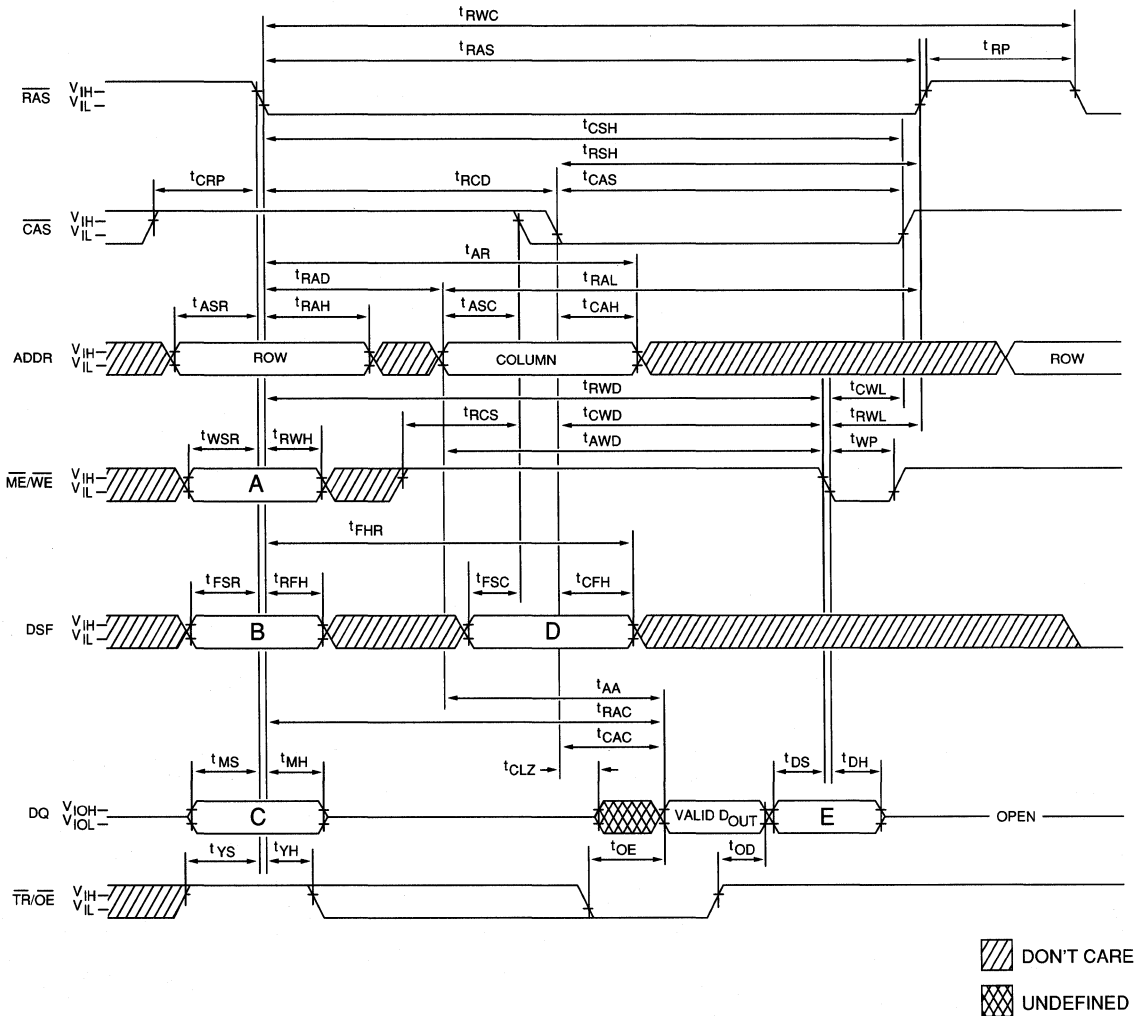 tRWC
tRAS
tRP
RAS VIH
VIL
tCSH
tRSH
tCRP
tRCD
tCAS
CAS VIH
VIL
tAR
tRAD
tRAL
tASR
tRAH
tASC
tCAH
ADDR VIH
VIL
ROW
COLUMN
ROW
tRWD
tCWL
tRCS
tCWD
tRWL
tWSR
tRWH
tAWD
tWP
ME/WE VIH
VIL
A
tFHR
tFSR
tRFH
tFSC
tCFH
DSF VIH
VIL
B
D
tAA
tRAC
tCAC
tCLZ
tMS
tMH
tDS
tDH
DQ VIOH
VIOL
C
VALID DOUT
E
OPEN
tYS
tYH
tOE
tOD
TR/OE VIH
VIL
DON'T CARE
UNDEFINED